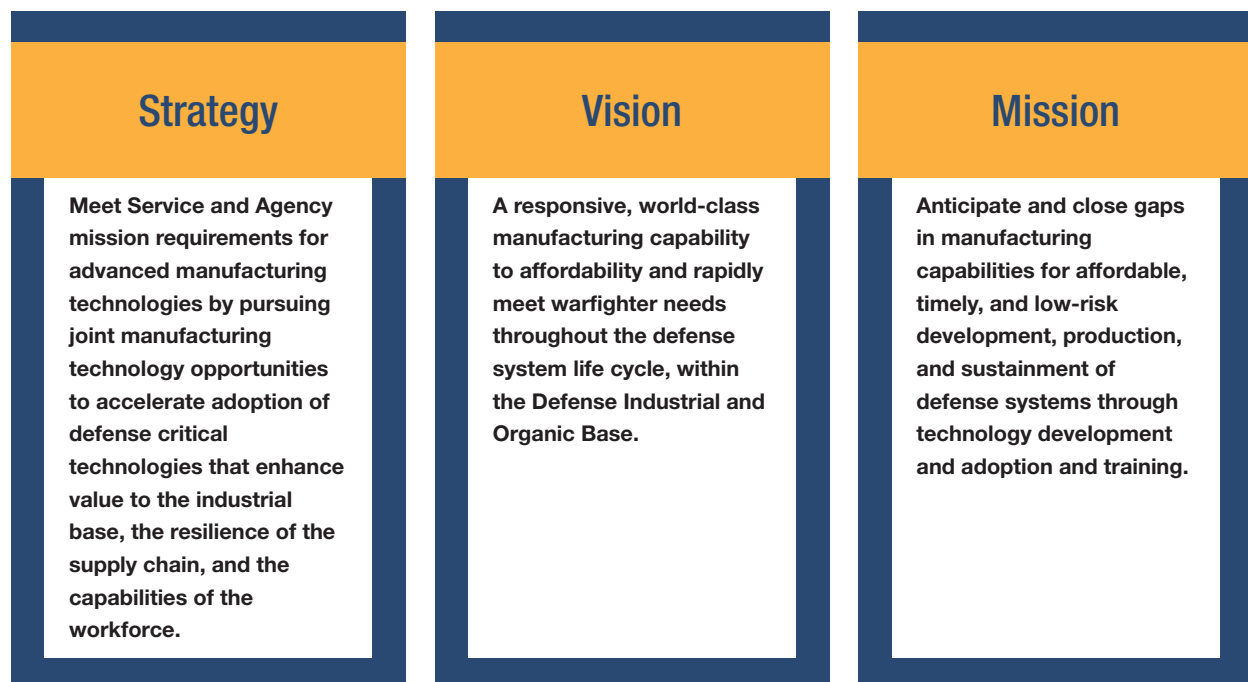 Strategy
Meet Service and Agency
mission requirements for
advanced manufacturing
technologies by pursuing
joint manufacturing
technology opportunities
to accelerate adoption of
defense critical
technologies that enhance
value to the industrial
base, the resilience of the
supply chain, and the
capabilities of the
workforce.
Vision
A responsive, world-class
manufacturing capability
to affordability and rapidly
meet warfighter needs
throughout the defense
system life cycle, within
the Defense Industrial and
Organic Base.
Mission
Anticipate and close gaps
in manufacturing
capabilities for affordable,
timely, and low-risk
development, production,
and sustainment of
defense systems through
technology development
and adoption and training.